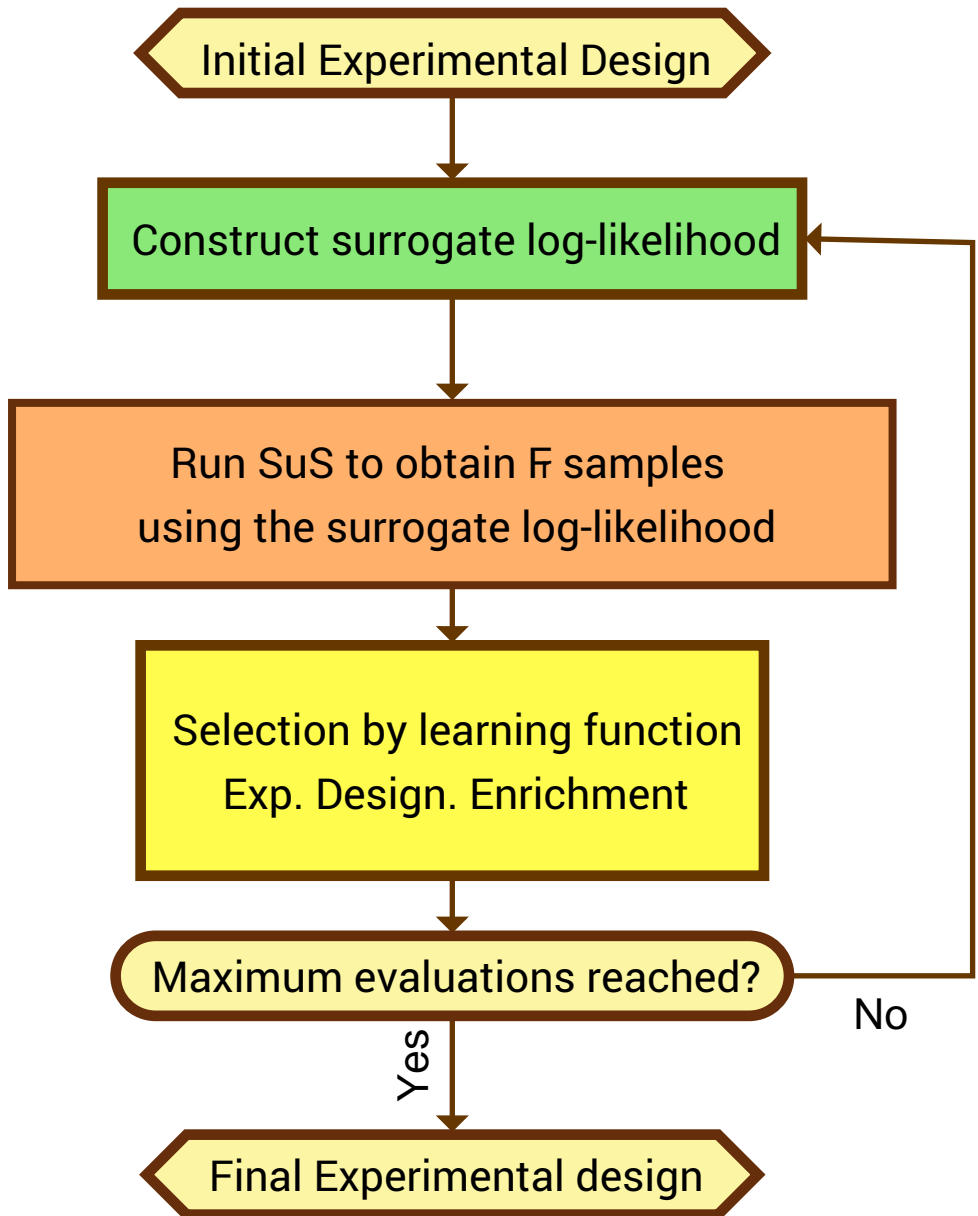 Initial Experimental Design
Construct surrogate log-likelihood
Run SuS to obtain samples
using the surrogate log-likelihood
Selection by learning function
Exp. Design. Enrichment
Maximum evaluations reached?
No
Yes
Final Experimental design